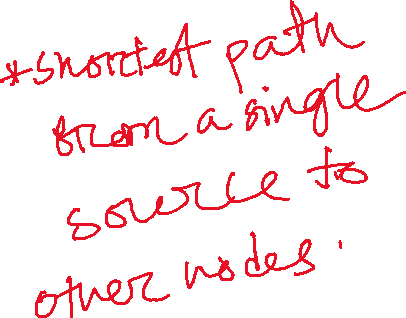 *shortest path
from a single
source to
other nodes.